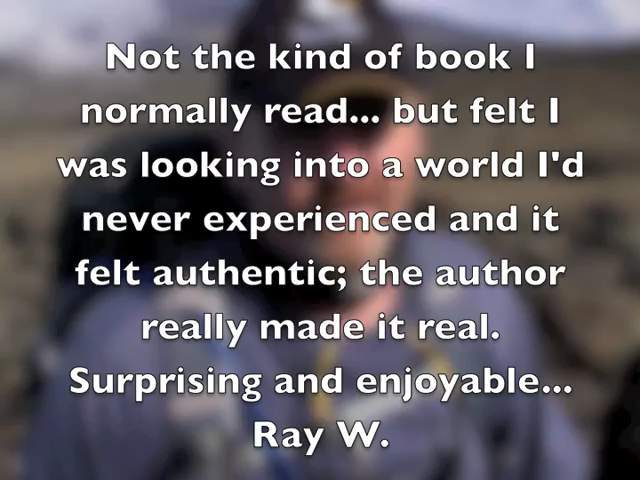 Not the kind of book I
normally read... but felt I
was looking into a world I'd
never experienced and it
felt authentic; the author
really made it real.
Surprising and enjoyable...
Ray W.